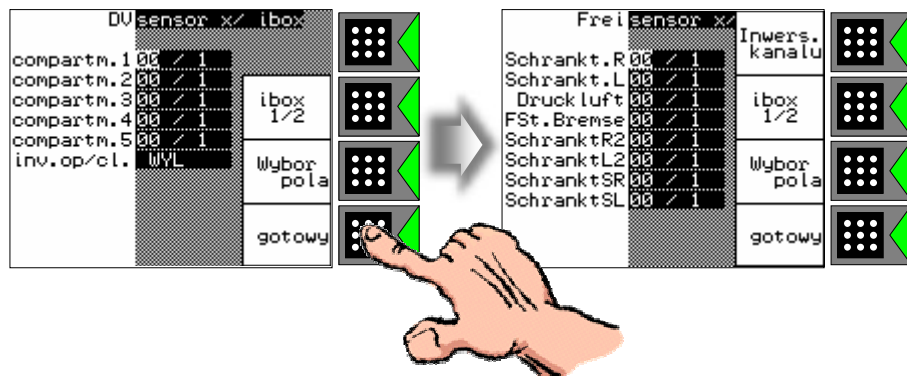 DV sensor x/ ibox
compartm.1 00 / 1
compartm.2 00 / 1
compartm.3 00 / 1
compartm.4 00 / 1
compartm.5 00 / 1
inv.op/cl. WYL
ibox
1/2
Wybor
pola
gotowy
Frei sensor x/
Schrankt.R 00 / 1
Schrankt.L 00 / 1
Druckluft 00 / 1
FSt.Bremse 00 / 1
SchranktR2 00 / 1
SchranktL2 00 / 1
SchranktSR 00 / 1
SchranktSL 00 / 1
Inwers.
kanalu
ibox
1/2
Wybor
pola
gotowy